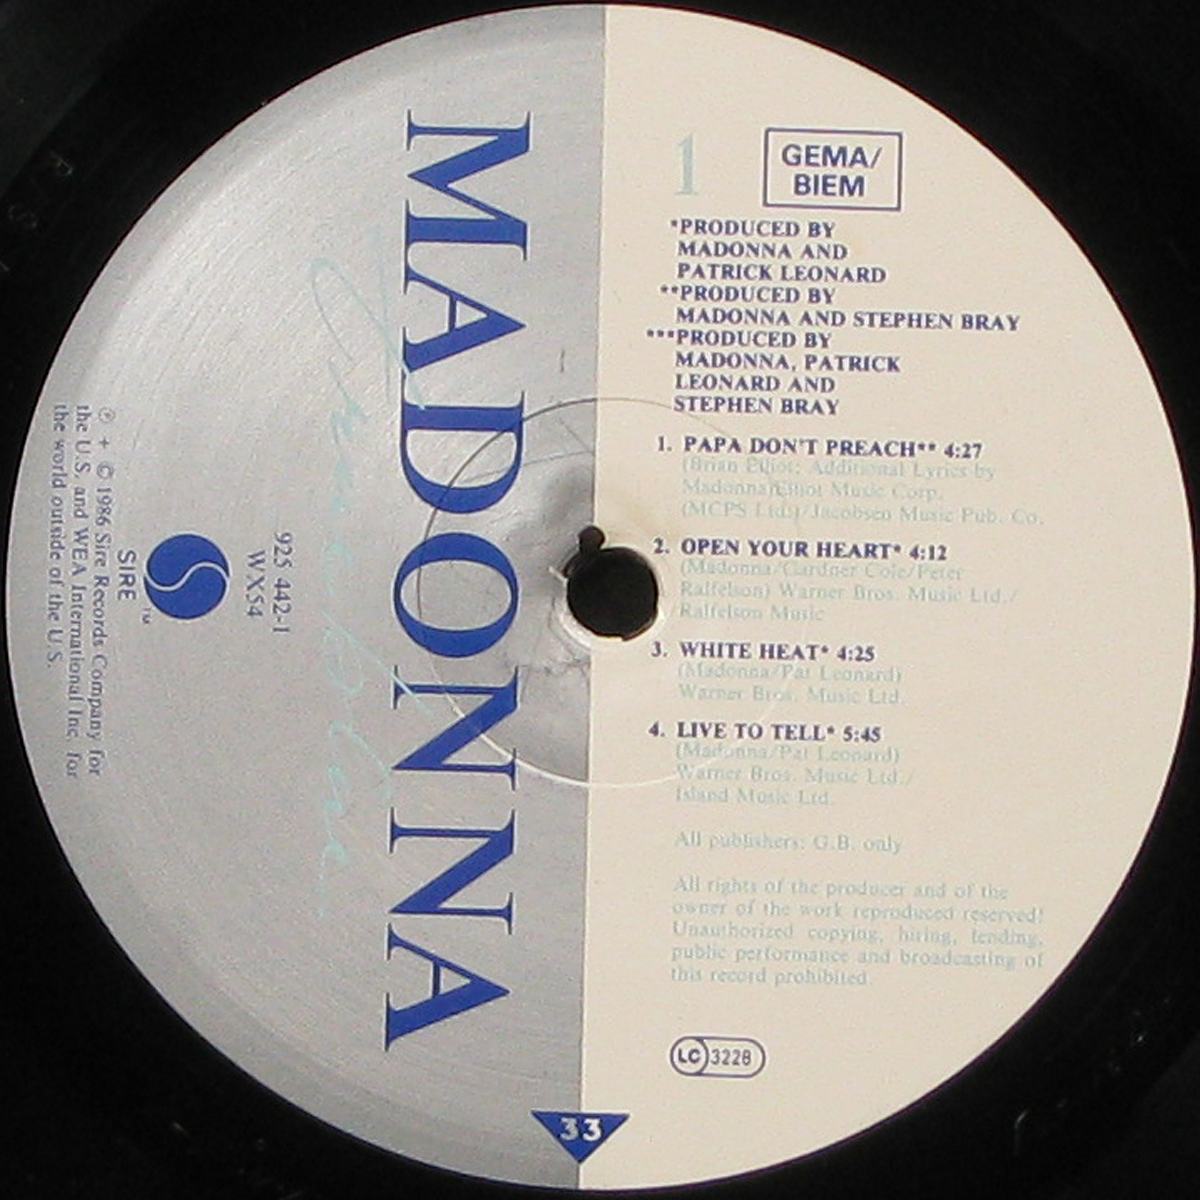 MADONNA
True Blue
925 442-1
WX54
SIRE
TM
℗ + © 1986 Sire Records Company for
the U.S. and WEA International Inc. for
the world outside of the U.S.
1
GEMA/
BIEM
*PRODUCED BY
MADONNA AND
PATRICK LEONARD
**PRODUCED BY
MADONNA AND STEPHEN BRAY
***PRODUCED BY
MADONNA, PATRICK
LEONARD AND
STEPHEN BRAY
1. PAPA DON'T PREACH** 4:27
(Brian Elliot; Additional Lyrics by
Madonna)Elliot Music Corp.
(MCPS Ltd.)/Jacobsen Music Pub. Co.
2. OPEN YOUR HEART* 4:12
(Madonna/Gardner Cole/Peter
Rafelson) Warner Bros. Music Ltd./
Rafelson Music
3. WHITE HEAT* 4:25
(Madonna/Pat Leonard)
Warner Bros. Music Ltd.
4. LIVE TO TELL* 5:45
(Madonna/Pat Leonard)
Warner Bros. Music Ltd./
Island Music Ltd.
All publishers: G.B. only
All rights of the producer and of the
owner of the work reproduced reserved!
Unauthorized copying, hiring, lending,
public performance and broadcasting of
this record prohibited.
LC 3228
33